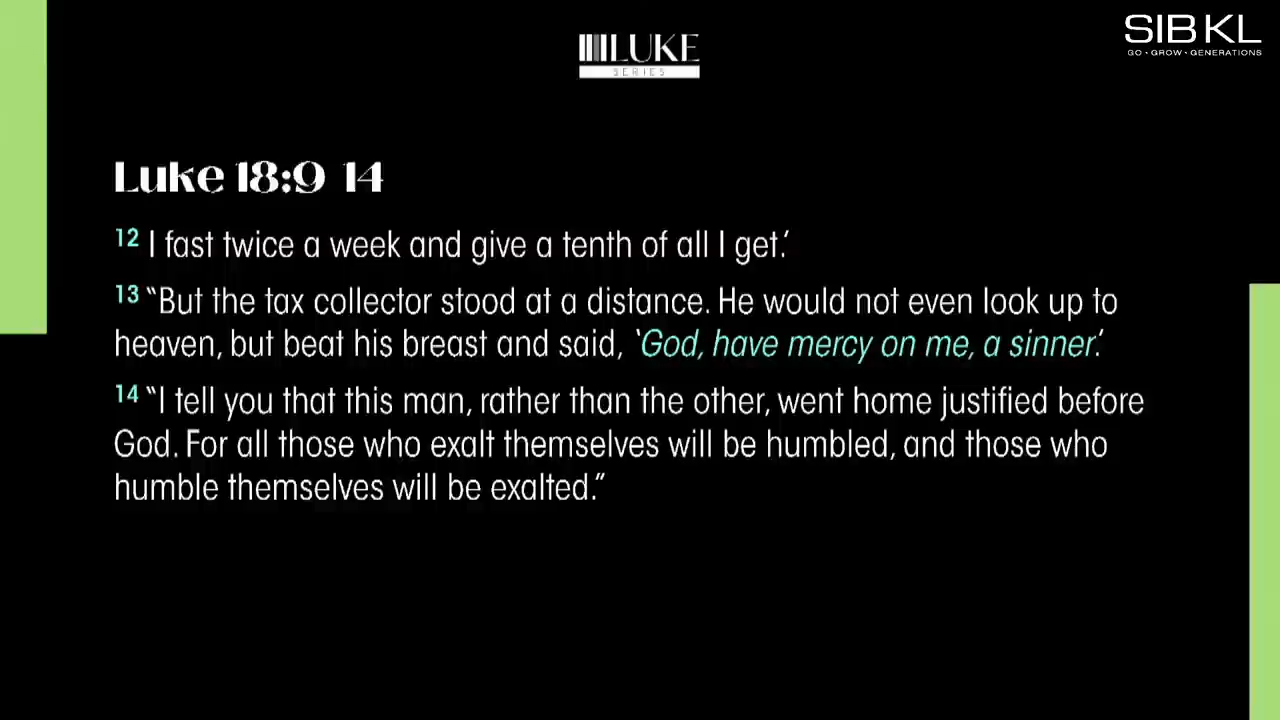 LUKE
SERIES
SIBKL
GO • GROW • GENERATIONS
Luke 18:9 14
12 I fast twice a week and give a tenth of all I get.’
13 “But the tax collector stood at a distance. He would not even look up to
heaven, but beat his breast and said, ‘God, have mercy on me, a sinner.’
14 “I tell you that this man, rather than the other, went home justified before
God. For all those who exalt themselves will be humbled, and those who
humble themselves will be exalted.”